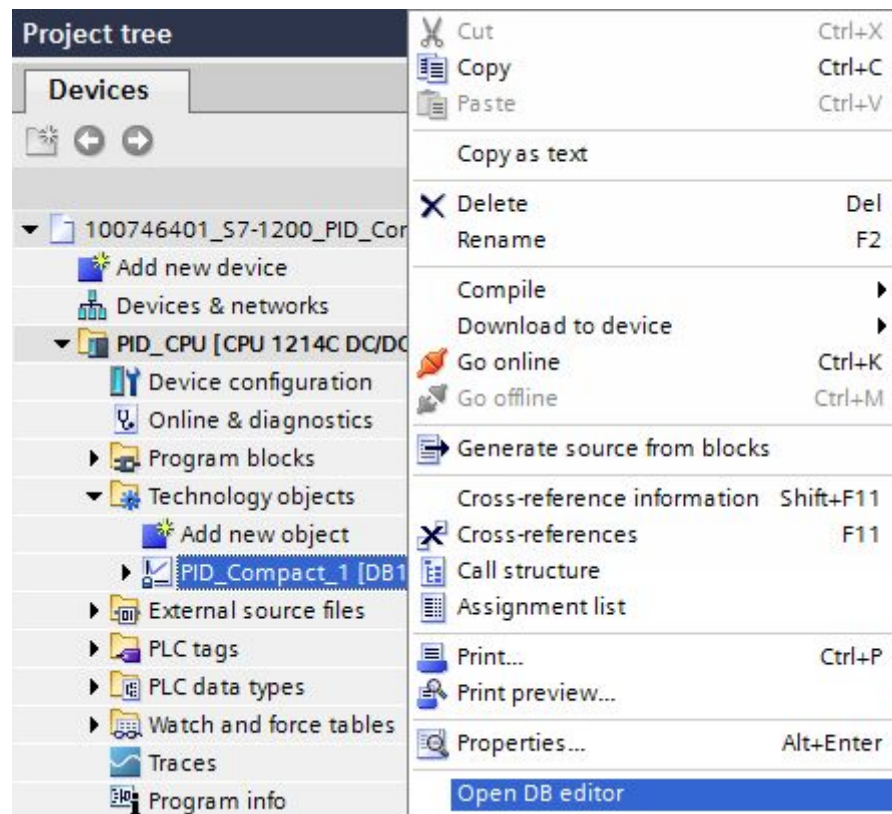 Project tree
Devices
100746401_S7-1200_PID_Cor
Add new device
Devices & networks
PID_CPU [CPU 1214C DC/DC
Device configuration
Online & diagnostics
Program blocks
Technology objects
Add new object
PID_Compact_1 [DB1
External source files
PLC tags
PLC data types
Watch and force tables
Traces
Program info
Cut Ctrl+X
Copy Ctrl+C
Paste Ctrl+V
Copy as text
Delete Del
Rename F2
Compile
Download to device
Go online Ctrl+K
Go offline Ctrl+M
Generate source from blocks
Cross-reference information Shift+F11
Cross-references F11
Call structure
Assignment list
Print... Ctrl+P
Print preview...
Properties... Alt+Enter
Open DB editor